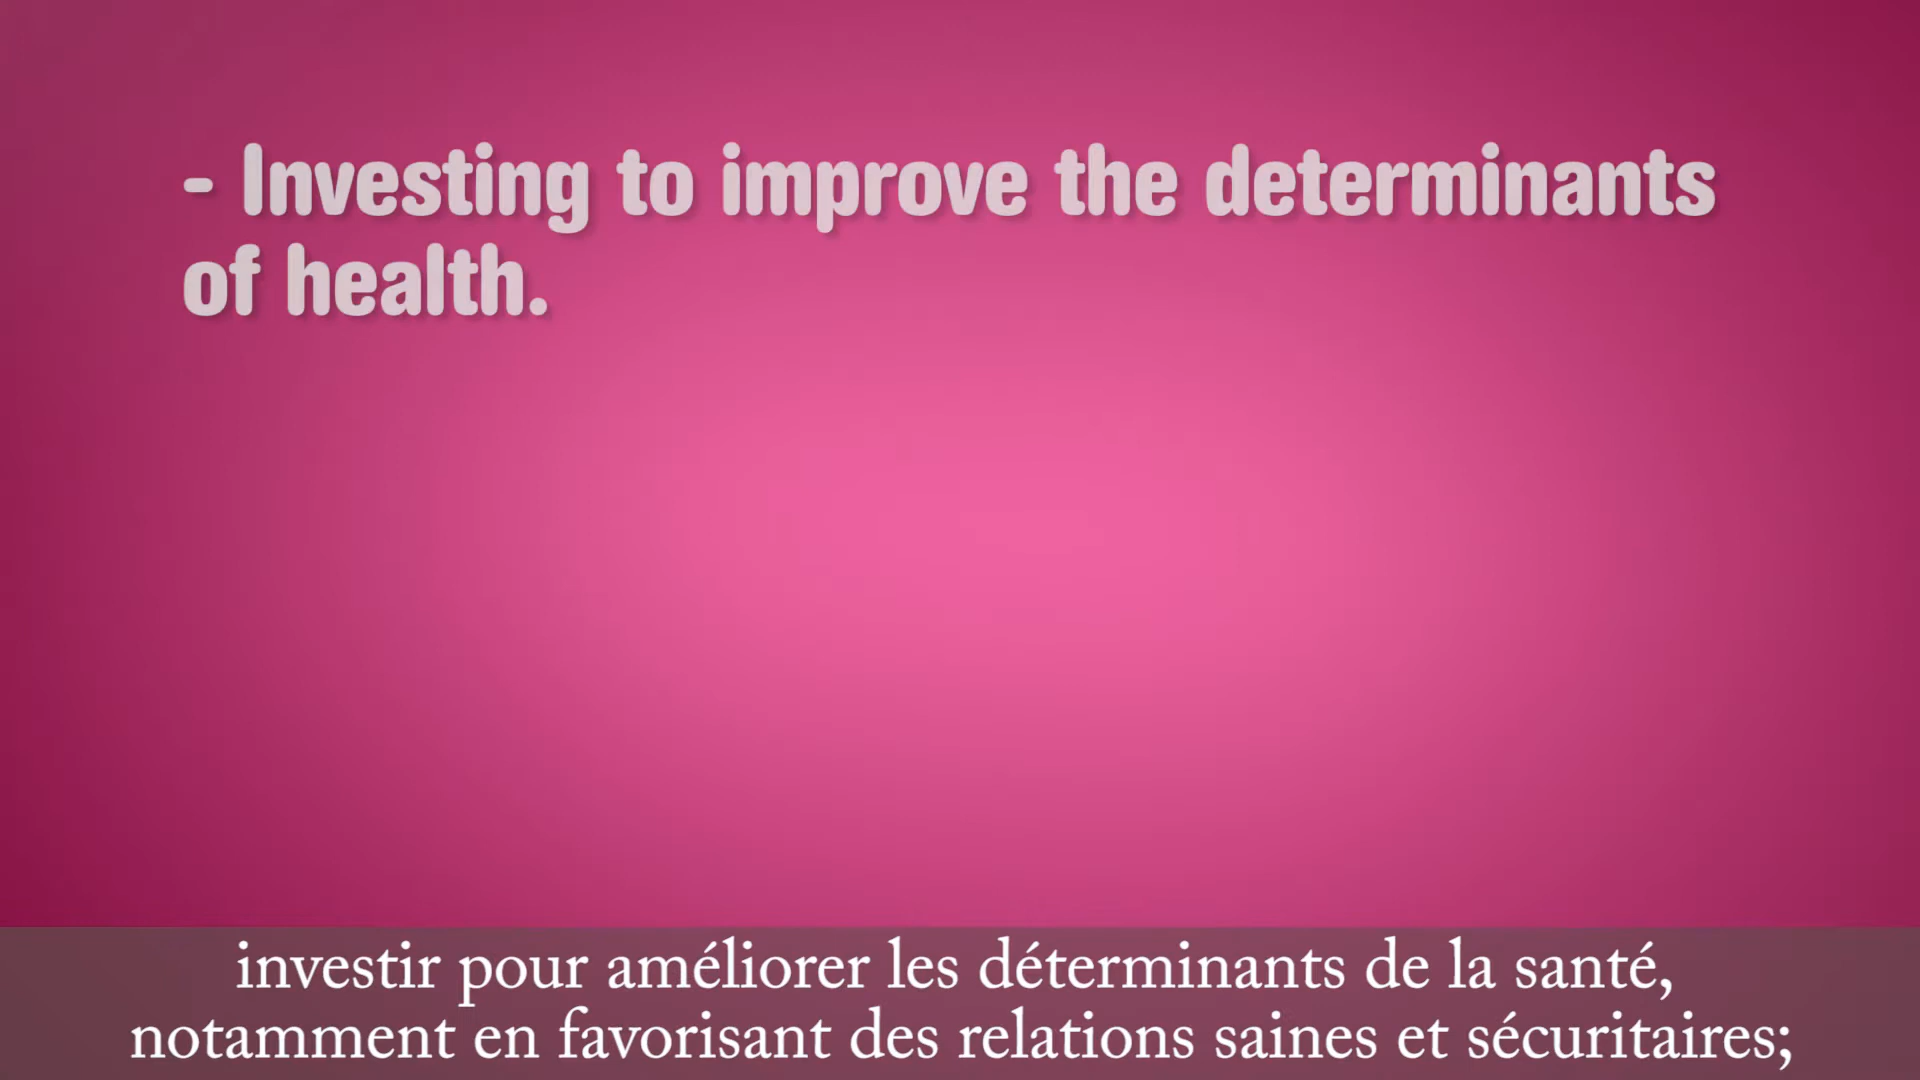 - Investing to improve the determinants
of health.
investir pour améliorer les déterminants de la santé,
notamment en favorisant des relations saines et sécuritaires;